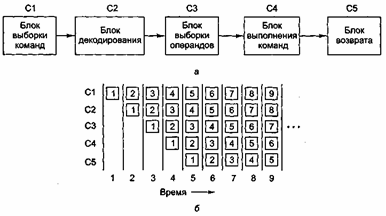 C1 C2 C3 C4 C5
Блок выборки команд
Блок декодирования
Блок выборки операндов
Блок выполнения команд
Блок возврата
а
C1 1 2 3 4 5 6 7 8 9
C2 1 2 3 4 5 6 7 8
C3 1 2 3 4 5 6 7 ...
C4 1 2 3 4 5 6
C5 1 2 3 4 5
1 2 3 4 5 6 7 8 9
Время
б